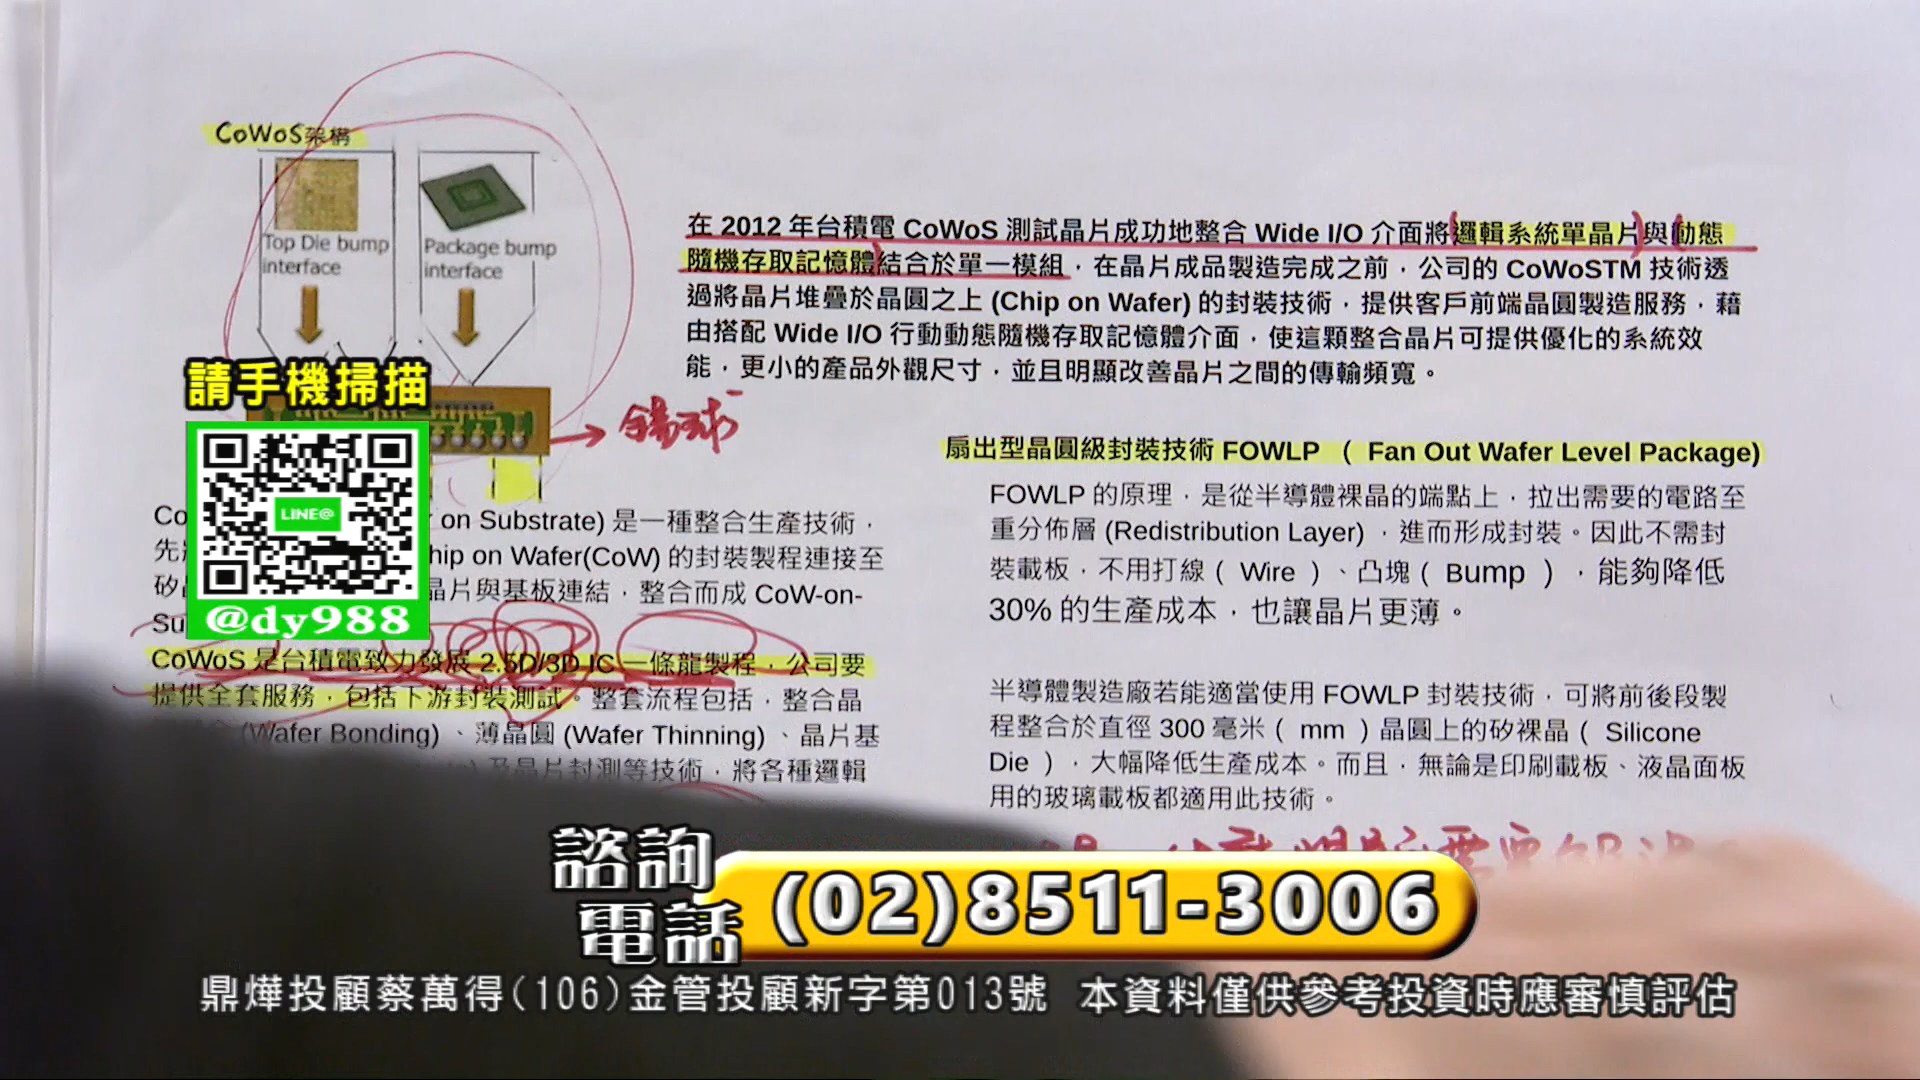 CoWoS架構
Top Die bump
interface
Package bump
interface
錫球
在 2012 年台積電 CoWoS 測試晶片成功地整合 Wide I/O 介面將邏輯系統單晶片與動態
隨機存取記憶體結合於單一模組，在晶片成品製造完成之前，公司的 CoWoSTM 技術透
過將晶片堆疊於晶圓之上 (Chip on Wafer) 的封裝技術，提供客戶前端晶圓製造服務，藉
由搭配 Wide I/O 行動動態隨機存取記憶體介面，使這顆整合晶片可提供優化的系統效
能，更小的產品外觀尺寸，並且明顯改善晶片之間的傳輸頻寬。
請手機掃描
LINE@
@dy988
Co on Substrate) 是一種整合生產技術，
先 hip on Wafer(CoW) 的封裝製程連接至
矽 晶片與基板連結，整合而成 CoW-on-
Su
CoWoS 是台積電致力發展 2.5D/3D IC 一條龍製程，公司要
提供全套服務，包括下游封裝測試。整套流程包括，整合晶
(Wafer Bonding) 、薄晶圓 (Wafer Thinning) 、晶片基
及晶片封測等技術，將各種邏輯
扇出型晶圓級封裝技術 FOWLP （ Fan Out Wafer Level Package)
FOWLP 的原理，是從半導體裸晶的端點上，拉出需要的電路至
重分佈層 (Redistribution Layer) ，進而形成封裝。因此不需封
裝載板，不用打線（ Wire ）、凸塊（ Bump ），能夠降低
30% 的生產成本，也讓晶片更薄。
半導體製造廠若能適當使用 FOWLP 封裝技術，可將前後段製
程整合於直徑 300 毫米（ mm ）晶圓上的矽裸晶（ Silicone
Die ），大幅降低生產成本。而且，無論是印刷載板、液晶面板
用的玻璃載板都適用此技術。
諮詢
電話
(02)8511-3006
鼎燁投顧蔡萬得(106)金管投顧新字第013號 本資料僅供參考投資時應審慎評估